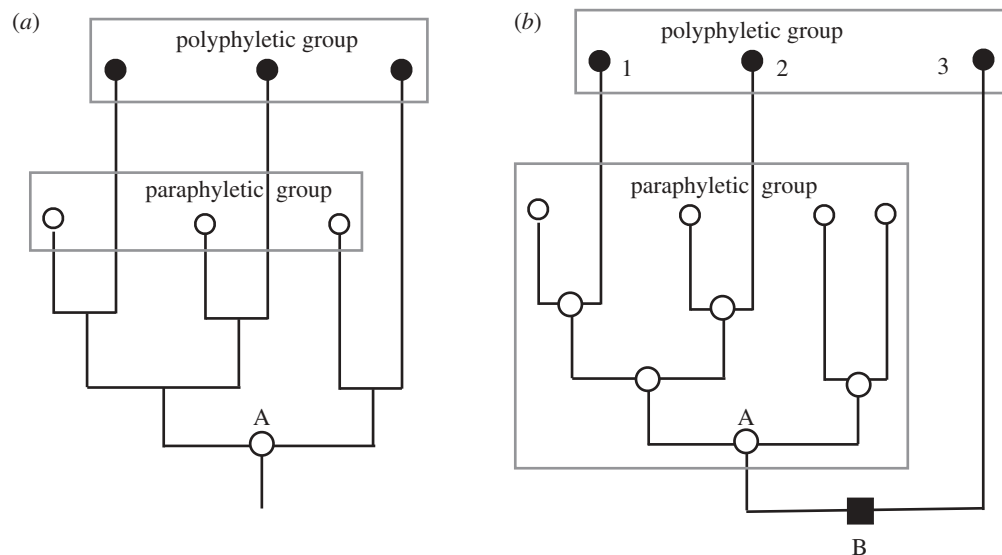 (a)
polyphyletic group
paraphyletic group
A
(b)
polyphyletic group
1
2
3
paraphyletic group
A
B